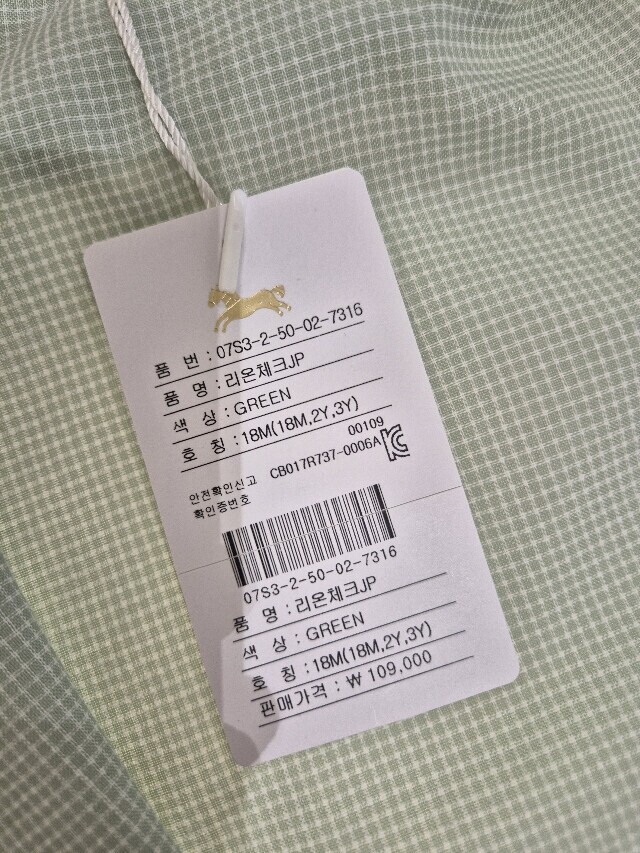 품 번 : 07S3-2-50-02-7316
품 명 : 리온체크JP
색 상 : GREEN
호 칭 : 18M(18M,2Y,3Y)
00109
안전확인신고 CB017R737-0006A
확인증번호
07S3-2-50-02-7316
품 명 : 리온체크JP
색 상 : GREEN
호 칭 : 18M(18M,2Y,3Y)
판매가격 : ₩ 109,000